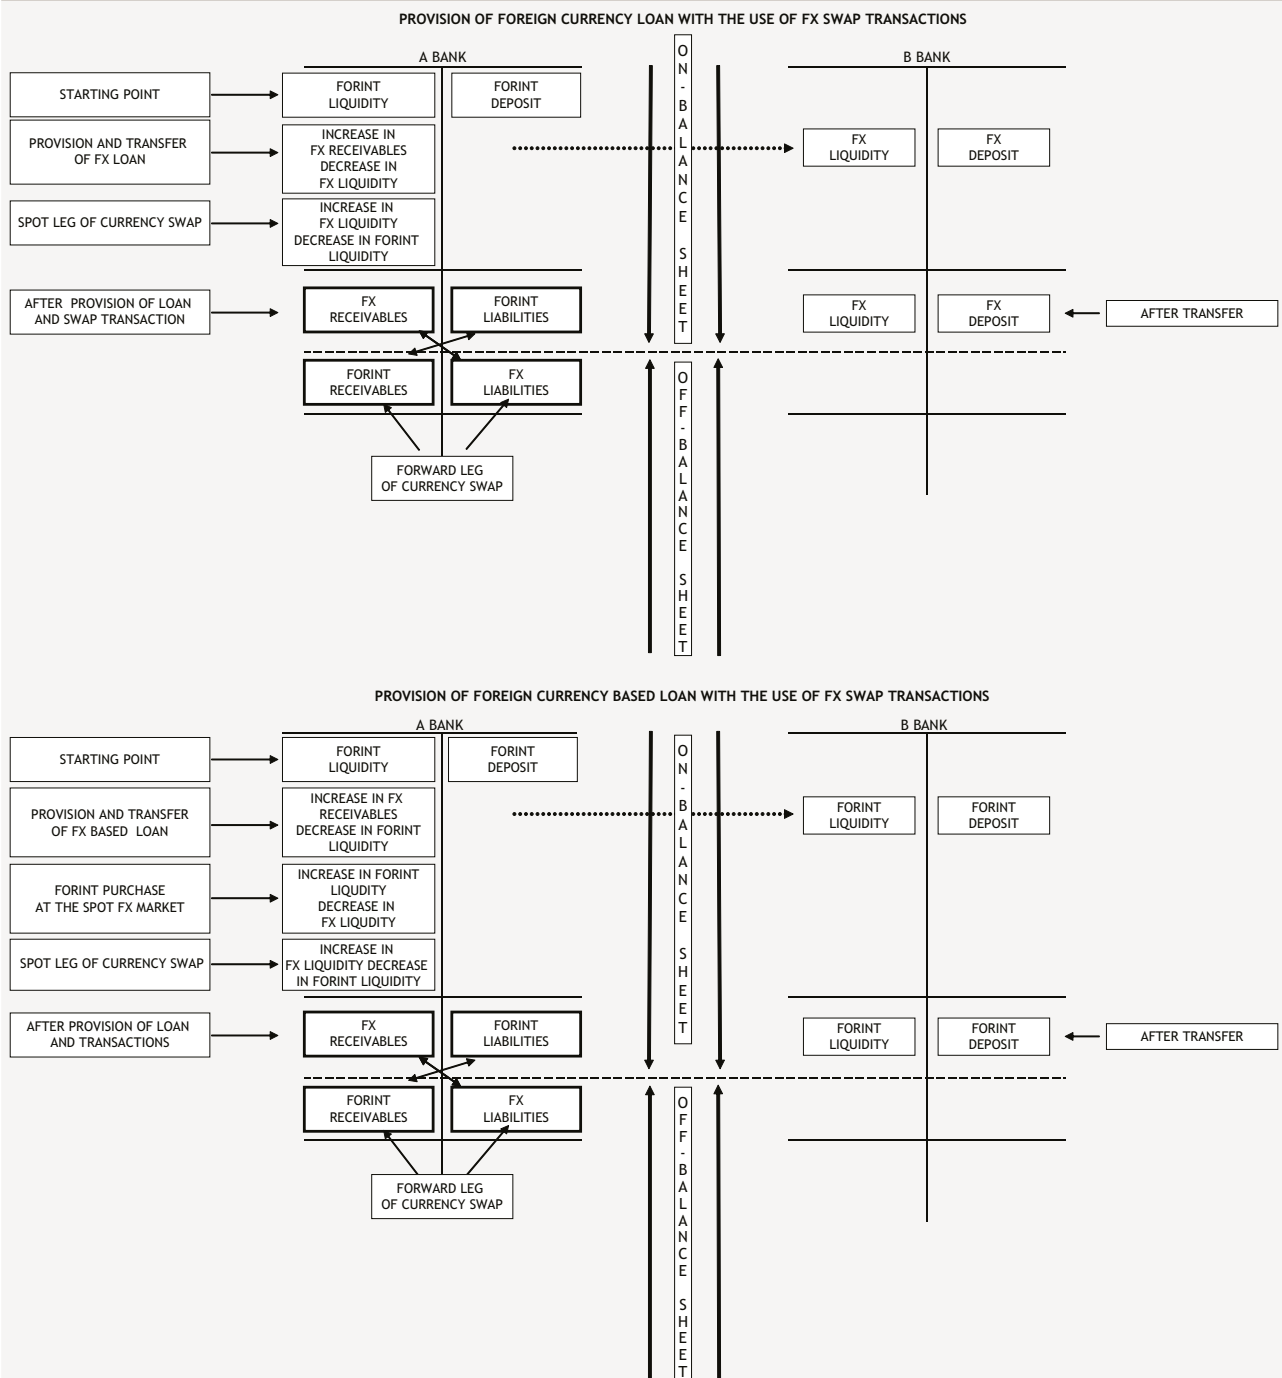 PROVISION OF FOREIGN CURRENCY LOAN WITH THE USE OF FX SWAP TRANSACTIONS
A BANK
B BANK
ON-BALANCE SHEET
STARTING POINT
FORINT
LIQUIDITY
FORINT
DEPOSIT
PROVISION AND TRANSFER
OF FX LOAN
INCREASE IN
FX RECEIVABLES
DECREASE IN
FX LIQUIDITY
FX
LIQUIDITY
FX
DEPOSIT
SPOT LEG OF CURRENCY SWAP
INCREASE IN
FX LIQUIDITY
DECREASE IN FORINT
LIQUIDITY
AFTER PROVISION OF LOAN
AND SWAP TRANSACTION
FX
RECEIVABLES
FORINT
LIABILITIES
FX
LIQUIDITY
FX
DEPOSIT
AFTER TRANSFER
FORINT
RECEIVABLES
FX
LIABILITIES
OFF-BALANCE SHEET
FORWARD LEG
OF CURRENCY SWAP
PROVISION OF FOREIGN CURRENCY BASED LOAN WITH THE USE OF FX SWAP TRANSACTIONS
A BANK
B BANK
ON-BALANCE SHEET
STARTING POINT
FORINT
LIQUIDITY
FORINT
DEPOSIT
PROVISION AND TRANSFER
OF FX BASED LOAN
INCREASE IN FX
RECEIVABLES
DECREASE IN FORINT
LIQUIDITY
FORINT
LIQUIDITY
FORINT
DEPOSIT
FORINT PURCHASE
AT THE SPOT FX MARKET
INCREASE IN FORINT
LIQUDITY
DECREASE IN
FX LIQUDITY
SPOT LEG OF CURRENCY SWAP
INCREASE IN
FX LIQUIDITY DECREASE
IN FORINT LIQUIDITY
AFTER PROVISION OF LOAN
AND TRANSACTIONS
FX
RECEIVABLES
FORINT
LIABILITIES
FORINT
LIQUIDITY
FORINT
DEPOSIT
AFTER TRANSFER
FORINT
RECEIVABLES
FX
LIABILITIES
OFF-BALANCE SHEET
FORWARD LEG
OF CURRENCY SWAP